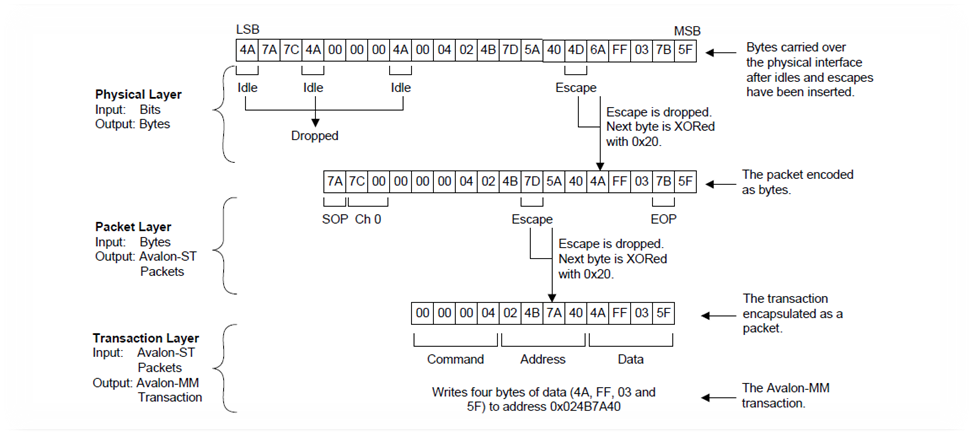 LSB
MSB
4A 7A 7C 4A 00 00 00 4A 00 04 02 4B 7D 5A 40 4D 6A FF 03 7B 5F
Bytes carried over
the physical interface
after idles and escapes
have been inserted.
Idle Idle Idle Escape
Physical Layer
Input: Bits
Output: Bytes
Dropped
Escape is dropped.
Next byte is XORed
with 0x20.
7A 7C 00 00 00 00 04 02 4B 7D 5A 40 4A FF 03 7B 5F
The packet encoded
as bytes.
SOP Ch 0 Escape EOP
Packet Layer
Input: Bytes
Output: Avalon-ST
Packets
Escape is dropped.
Next byte is XORed
with 0x20.
00 00 00 04 02 4B 7A 40 4A FF 03 5F
The transaction
encapsulated as a
packet.
Command Address Data
Transaction Layer
Input: Avalon-ST
Packets
Output: Avalon-MM
Transaction
Writes four bytes of data (4A, FF, 03 and
5F) to address 0x024B7A40
The Avalon-MM
transaction.